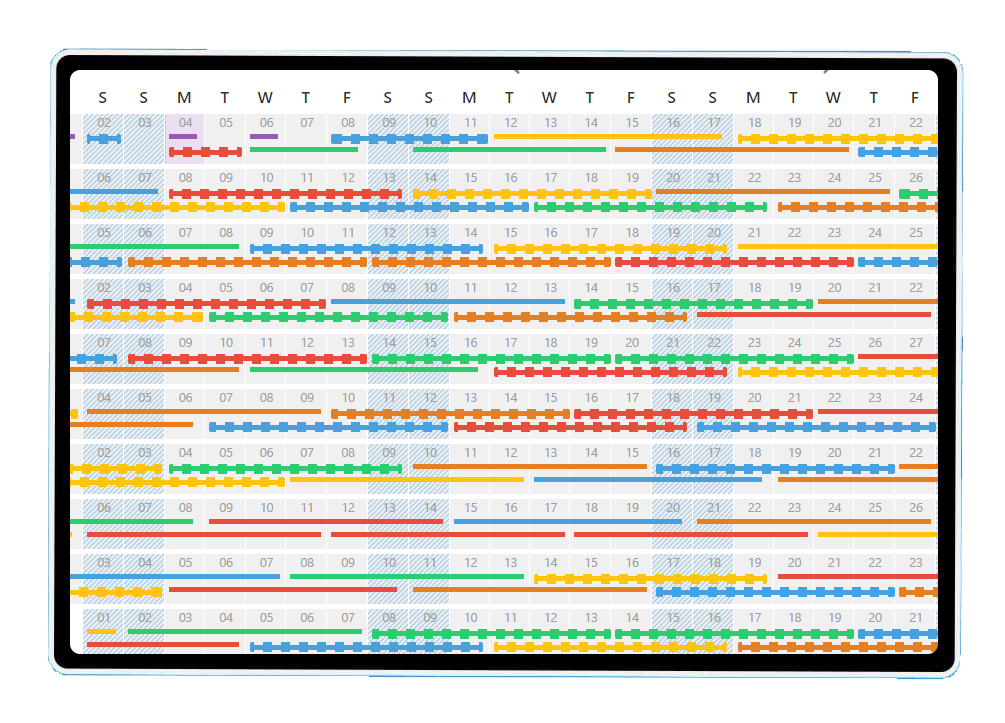 S S M T W T F S S M T W T F S S M T W T F
02 03 04 05 06 07 08 09 10 11 12 13 14 15 16 17 18 19 20 21 22
06 07 08 09 10 11 12 13 14 15 16 17 18 19 20 21 22 23 24 25 26
05 06 07 08 09 10 11 12 13 14 15 16 17 18 19 20 21 22 23 24 25
02 03 04 05 06 07 08 09 10 11 12 13 14 15 16 17 18 19 20 21 22
07 08 09 10 11 12 13 14 15 16 17 18 19 20 21 22 23 24 25 26 27
04 05 06 07 08 09 10 11 12 13 14 15 16 17 18 19 20 21 22 23 24
02 03 04 05 06 07 08 09 10 11 12 13 14 15 16 17 18 19 20 21 22
06 07 08 09 10 11 12 13 14 15 16 17 18 19 20 21 22 23 24 25 26
03 04 05 06 07 08 09 10 11 12 13 14 15 16 17 18 19 20 21 22 23
01 02 03 04 05 06 07 08 09 10 11 12 13 14 15 16 17 18 19 20 21